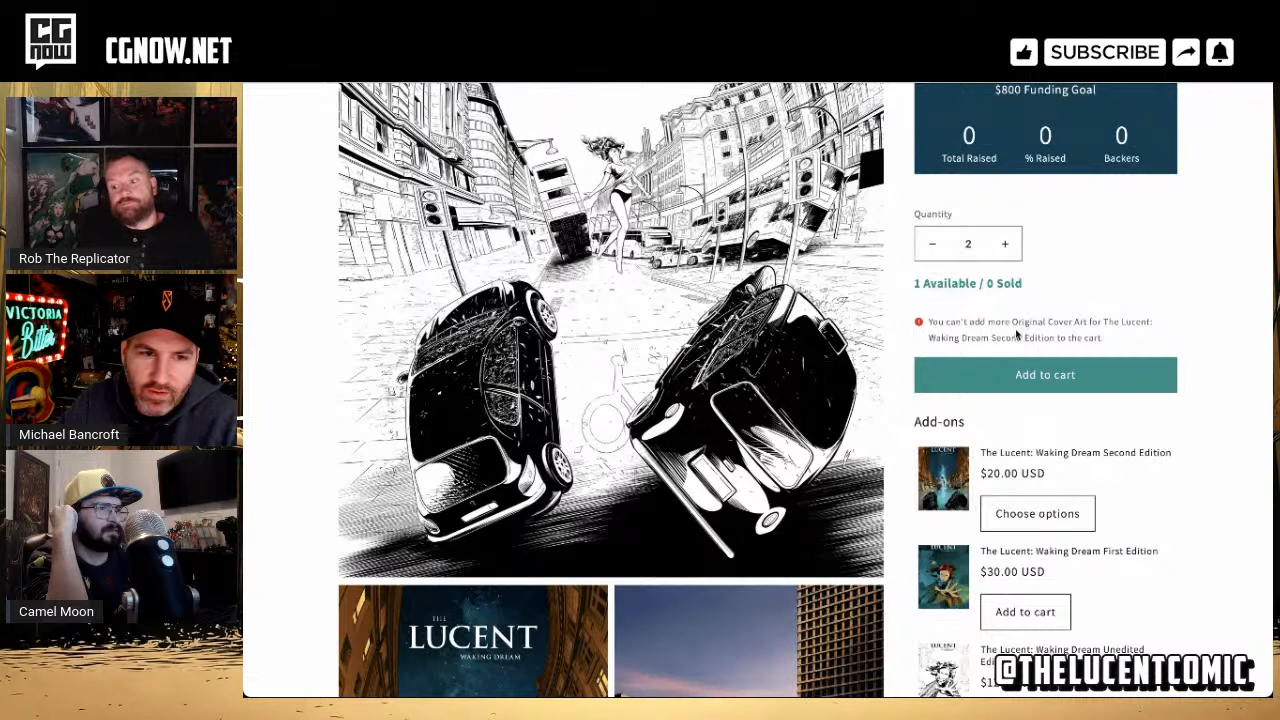 CG
NOW
CGNOW.NET
SUBSCRIBE
Rob The Replicator
VICTORIA
Bitter
Michael Bancroft
Camel Moon
$800 Funding Goal
0 0 0
Total Raised % Raised Backers
Quantity
− 2 +
1 Available / 0 Sold
You can't add more Original Cover Art for The Lucent:
Waking Dream Second Edition to the cart.
Add to cart
Add-ons
LUCENT
The Lucent: Waking Dream Second Edition
$20.00 USD
Choose options
LUCENT
The Lucent: Waking Dream First Edition
$30.00 USD
Add to cart
The Lucent: Waking Dream Unedited
THE
LUCENT
WAKING DREAM
@THELUCENTCOMIC